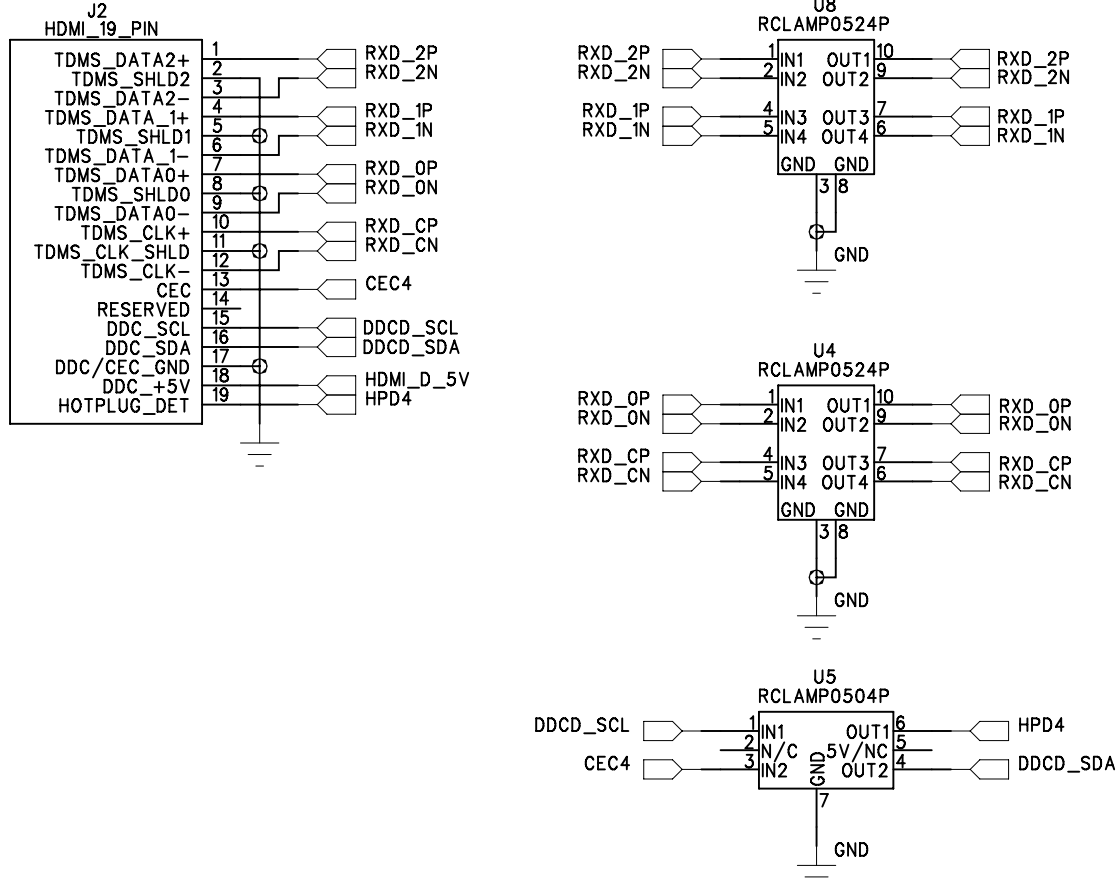 J2
HDMI_19_PIN
TDMS_DATA2+ 1 RXD_2P
TDMS_SHLD2 2
TDMS_DATA2- 3 RXD_2N
TDMS_DATA_1+ 4 RXD_1P
TDMS_SHLD1 5
TDMS_DATA_1- 6 RXD_1N
TDMS_DATA0+ 7 RXD_0P
TDMS_SHLD0 8
TDMS_DATA0- 9 RXD_0N
TDMS_CLK+ 10 RXD_CP
TDMS_CLK_SHLD 11
TDMS_CLK- 12 RXD_CN
CEC 13 CEC4
RESERVED 14
DDC_SCL 15 DDCD_SCL
DDC_SDA 16 DDCD_SDA
DDC/CEC_GND 17
DDC_+5V 18 HDMI_D_5V
HOTPLUG_DET 19 HPD4
U8
RCLAMP0524P
RXD_2P 1 IN1 OUT1 10 RXD_2P
RXD_2N 2 IN2 OUT2 9 RXD_2N
RXD_1P 4 IN3 OUT3 7 RXD_1P
RXD_1N 5 IN4 OUT4 6 RXD_1N
GND GND
3 8
GND
U4
RCLAMP0524P
RXD_0P 1 IN1 OUT1 10 RXD_0P
RXD_0N 2 IN2 OUT2 9 RXD_0N
RXD_CP 4 IN3 OUT3 7 RXD_CP
RXD_CN 5 IN4 OUT4 6 RXD_CN
GND GND
3 8
GND
U5
RCLAMP0504P
DDCD_SCL 1 IN1 OUT1 6 HPD4
2 N/C 5V/NC 5
CEC4 3 IN2 OUT2 4 DDCD_SDA
GND
7
GND